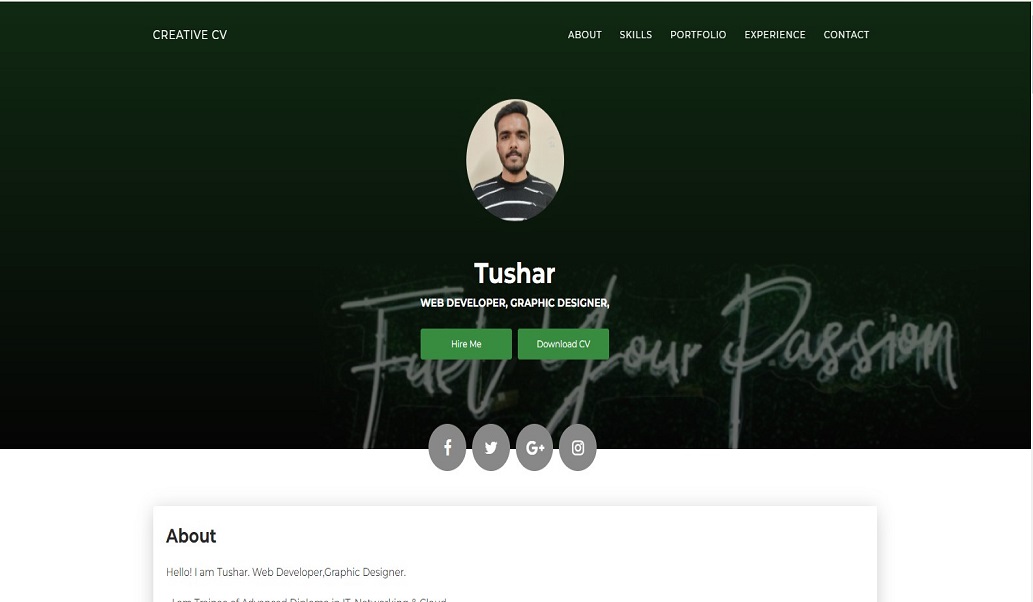 CREATIVE CV
ABOUT SKILLS PORTFOLIO EXPERIENCE CONTACT
Tushar
WEB DEVELOPER, GRAPHIC DESIGNER,
Hire Me Download CV
Fuel Your Passion
G+
About
Hello! I am Tushar. Web Developer,Graphic Designer.
I am Trainee of Advanced Diploma in IT, Networking & Cloud